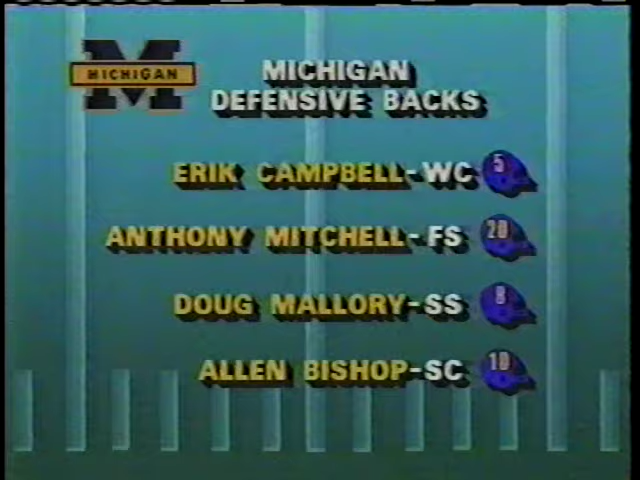 MICHIGAN
MICHIGAN
DEFENSIVE BACKS
ERIK CAMPBELL-WC 5
ANTHONY MITCHELL-FS 28
DOUG MALLORY-SS 8
ALLEN BISHOP-SC 10